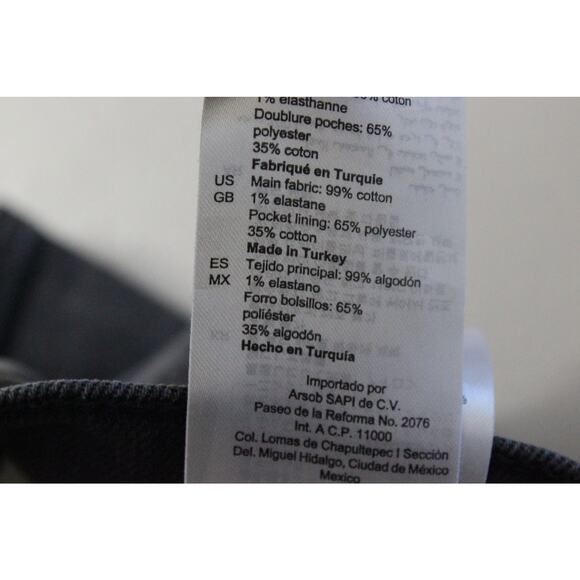 cotton
1% elasthanne
Doublure poches: 65%
polyester
35% coton
Fabriqué en Turquie
US Main fabric: 99% cotton
GB 1% elastane
Pocket lining: 65% polyester
35% cotton
Made in Turkey
ES Tejido principal: 99% algodón
MX 1% elastano
Forro bolsillos: 65%
poliéster
35% algodón
Hecho en Turquía
Importado por
Arsob SAPI de C.V.
Paseo de la Reforma No. 2076
Int. A C.P. 11000
Col. Lomas de Chapultepec I Sección
Del. Miguel Hidalgo, Ciudad de México
Mexico